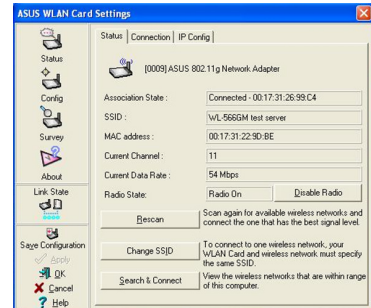 ASUS WLAN Card Settings
Status
Config
Survey
About
Link State
Save Configuration
Apply
OK
Cancel
Help
Status Connection IP Config
[0009] ASUS 802.11g Network Adapter
Association State : Connected - 00:17:31:26:99:C4
SSID : WL-566GM test server
MAC address : 00:17:31:22:9D:BE
Current Channel : 11
Current Data Rate : 54 Mbps
Radio State: Radio On Disable Radio
Rescan
Scan again for available wireless networks and
connect the one that has the best signal level.
Change SSID
To connect to one wireless network, your
WLAN Card and wireless network must specify
the same SSID.
Search & Connect
View the wireless networks that are within range
of this computer.